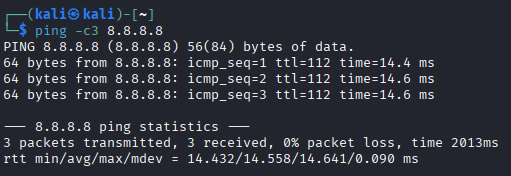 ┌──(kali㉿kali)-[~]
└─$ ping -c3 8.8.8.8
PING 8.8.8.8 (8.8.8.8) 56(84) bytes of data.
64 bytes from 8.8.8.8: icmp_seq=1 ttl=112 time=14.4 ms
64 bytes from 8.8.8.8: icmp_seq=2 ttl=112 time=14.6 ms
64 bytes from 8.8.8.8: icmp_seq=3 ttl=112 time=14.6 ms

--- 8.8.8.8 ping statistics ---
3 packets transmitted, 3 received, 0% packet loss, time 2013ms
rtt min/avg/max/mdev = 14.432/14.558/14.641/0.090 ms